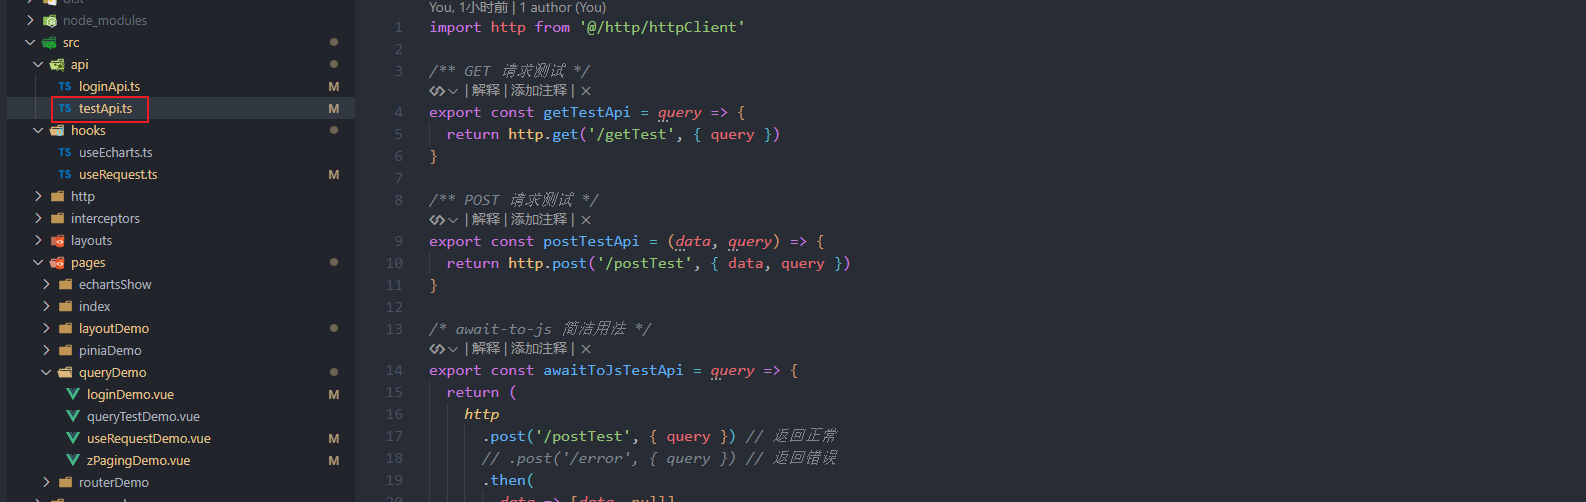 dist
node_modules
src
api
TS loginApi.ts M
TS testApi.ts M
hooks
TS useEcharts.ts
TS useRequest.ts M
http
interceptors
layouts
pages
echartsShow
index
layoutDemo
piniaDemo
queryDemo
loginDemo.vue M
queryTestDemo.vue
useRequestDemo.vue M
zPagingDemo.vue M
routerDemo
You, 1小时前 | 1 author (You)
1 import http from '@/http/httpClient'
2
3 /** GET 请求测试 */
| 解释 | 添加注释 | ×
4 export const getTestApi = query => {
5 return http.get('/getTest', { query })
6 }
7
8 /** POST 请求测试 */
| 解释 | 添加注释 | ×
9 export const postTestApi = (data, query) => {
10 return http.post('/postTest', { data, query })
11 }
12
13 /* await-to-js 简洁用法 */
| 解释 | 添加注释 | ×
14 export const awaitToJsTestApi = query => {
15 return (
16 http
17 .post('/postTest', { query }) // 返回正常
18 // .post('/error', { query }) // 返回错误
19 .then(
20 data => [data, null]